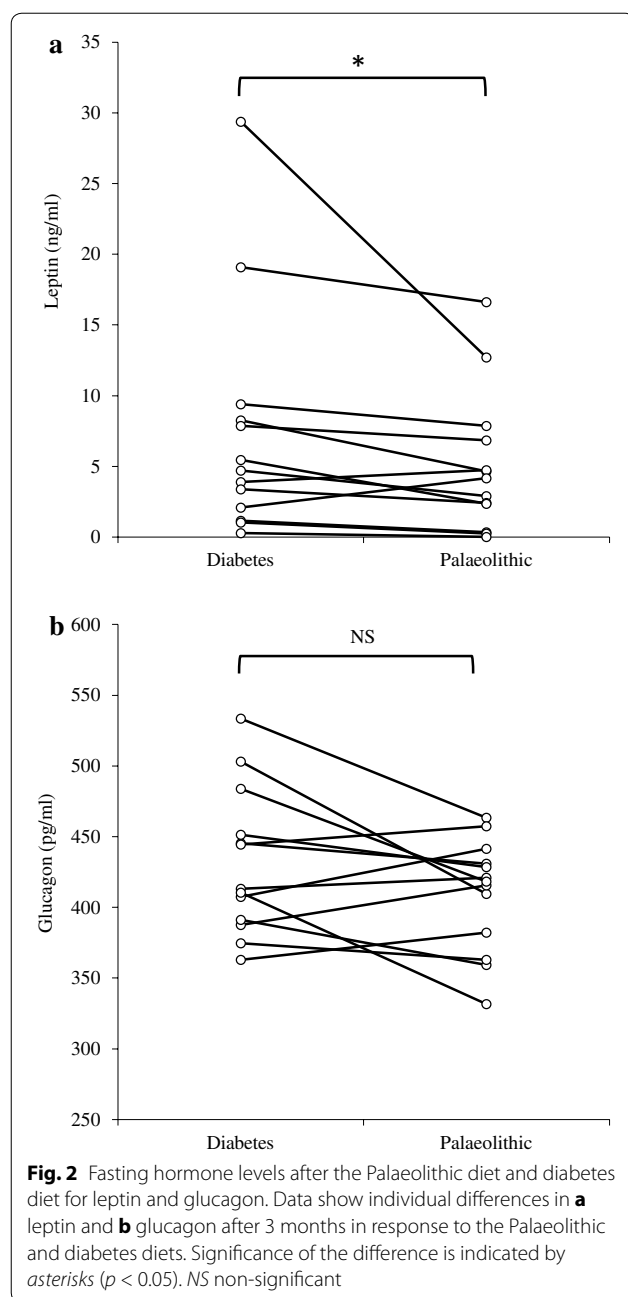 a
*
35
30
25
20
15
10
5
0
Leptin (ng/ml)
Diabetes Palaeolithic
b
NS
600
550
500
450
400
350
300
250
Glucagon (pg/ml)
Diabetes Palaeolithic
Fig. 2 Fasting hormone levels after the Palaeolithic diet and diabetes
diet for leptin and glucagon. Data show individual differences in a
leptin and b glucagon after 3 months in response to the Palaeolithic
and diabetes diets. Significance of the difference is indicated by
asterisks (p < 0.05). NS non-significant